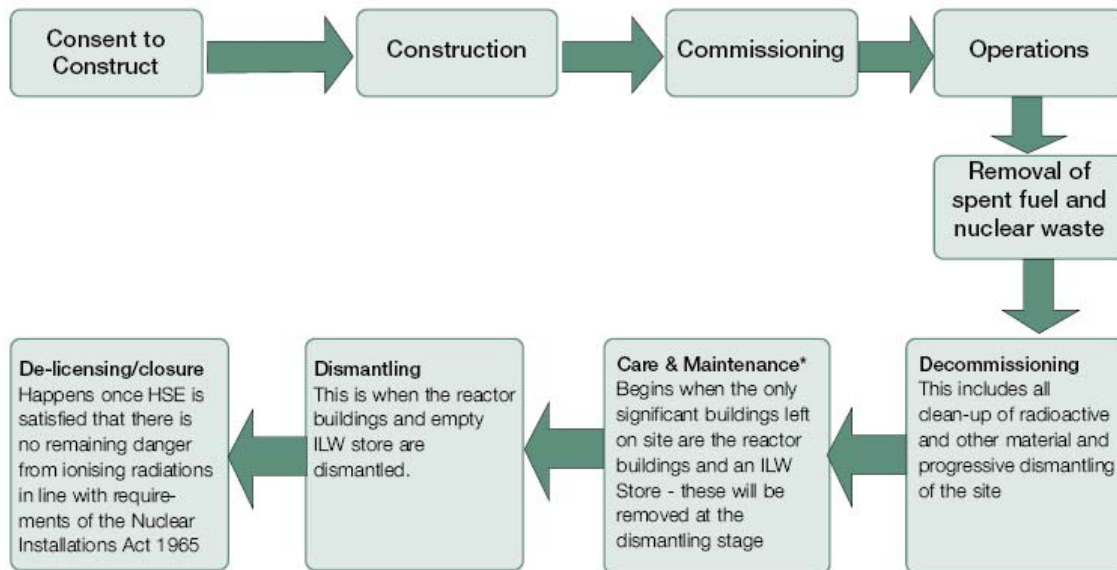 Consent to
Construct
Construction
Commissioning
Operations
Removal of
spent fuel and
nuclear waste
Decommissioning
This includes all
clean-up of radioactive
and other material and
progressive dismantling
of the site
Care & Maintenance*
Begins when the only
significant buildings left
on site are the reactor
buildings and an ILW
Store - these will be
removed at the
dismantling stage
Dismantling
This is when the reactor
buildings and empty
ILW store are
dismantled.
De-licensing/closure
Happens once HSE is
satisfied that there is
no remaining danger
from ionising radiations
in line with require-
ments of the Nuclear
Installations Act 1965